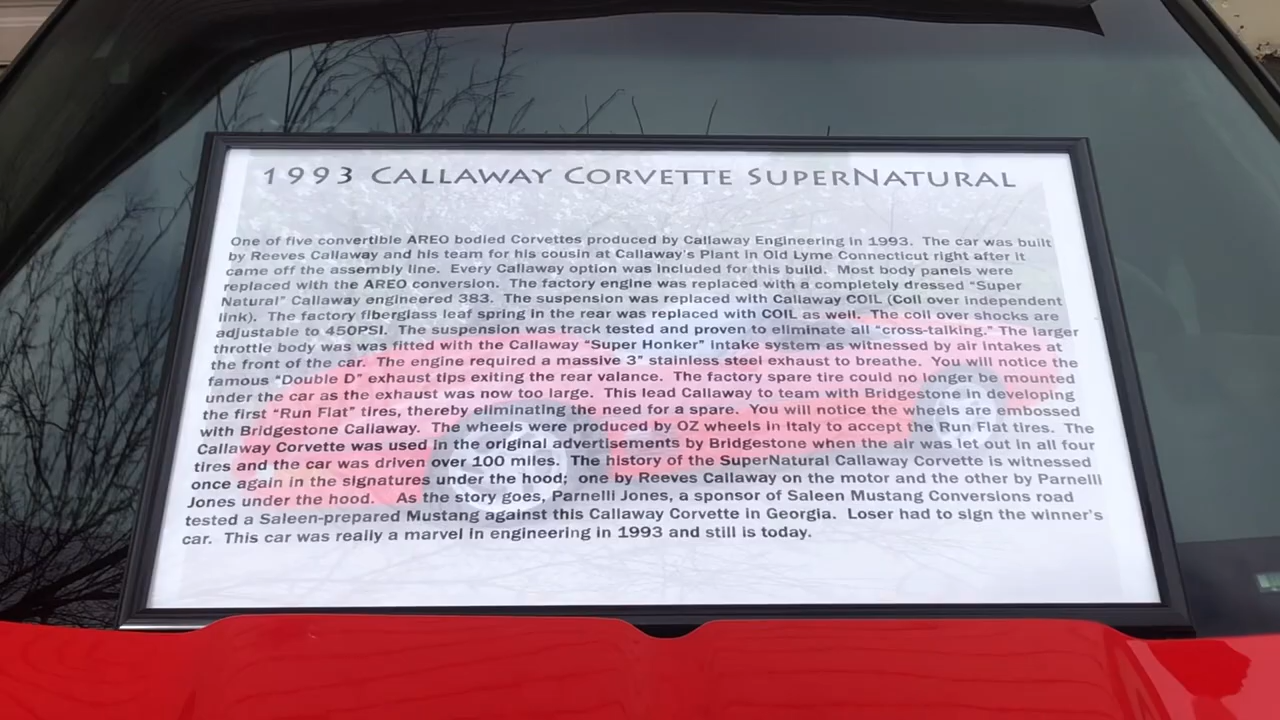 1993 CALLAWAY CORVETTE SUPERNATURAL
One of five convertible AREO bodied Corvettes produced by Callaway Engineering in 1993. The car was built
by Reeves Callaway and his team for his cousin at Callaway's Plant in Old Lyme Connecticut right after it
came off the assembly line. Every Callaway option was included for this build. Most body panels were
replaced with the AREO conversion. The factory engine was replaced with a completely dressed "Super
Natural" Callaway engineered 383. The suspension was replaced with Callaway COIL (Coil over independent
link). The factory fiberglass leaf spring in the rear was replaced with COIL as well. The coil over shocks are
adjustable to 450PSI. The suspension was track tested and proven to eliminate all "cross-talking." The larger
throttle body was was fitted with the Callaway "Super Honker" intake system as witnessed by air intakes at
the front of the car. The engine required a massive 3" stainless steel exhaust to breathe. You will notice the
famous "Double D" exhaust tips exiting the rear valance. The factory spare tire could no longer be mounted
under the car as the exhaust was now too large. This lead Callaway to team with Bridgestone in developing
the first "Run Flat" tires, thereby eliminating the need for a spare. You will notice the wheels are embossed
with Bridgestone Callaway. The wheels were produced by OZ wheels in Italy to accept the Run Flat tires. The
Callaway Corvette was used in the original advertisements by Bridgestone when the air was let out in all four
tires and the car was driven over 100 miles. The history of the SuperNatural Callaway Corvette is witnessed
once again in the signatures under the hood; one by Reeves Callaway on the motor and the other by Parnelli
Jones under the hood. As the story goes, Parnelli Jones, a sponsor of Saleen Mustang Conversions road
tested a Saleen-prepared Mustang against this Callaway Corvette in Georgia. Loser had to sign the winner's
car. This car was really a marvel in engineering in 1993 and still is today.